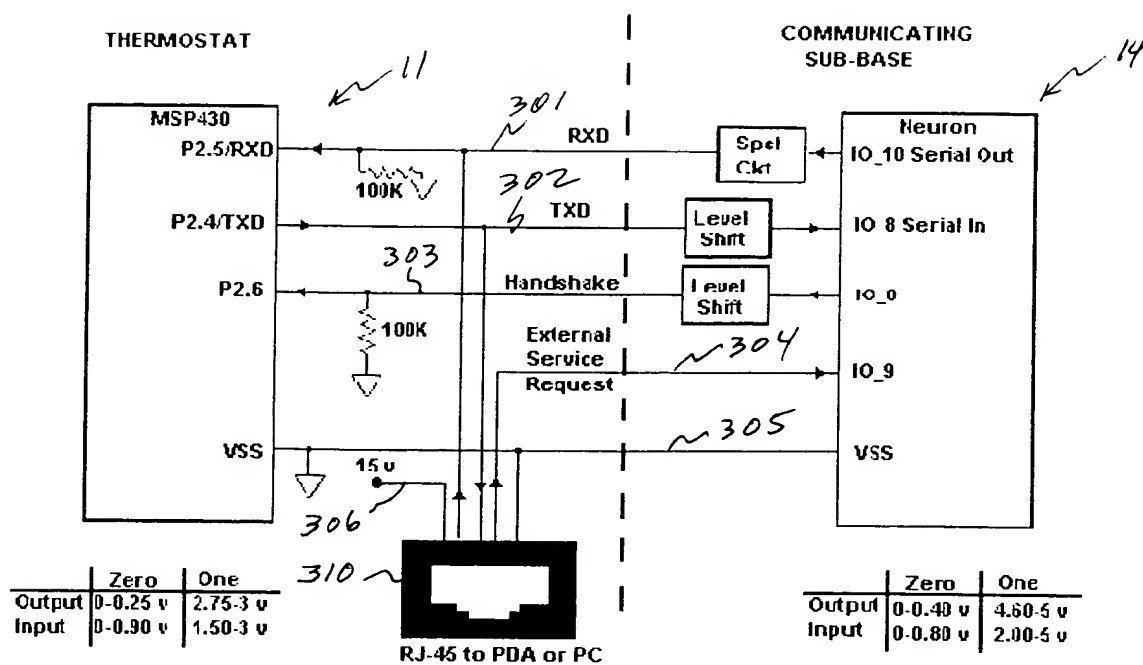 THERMOSTAT
COMMUNICATING
SUB-BASE
11
14
MSP430
Neuron
301
P2.5/RXD
RXD
Spcl
Ckt
IO_10 Serial Out
100K
302
P2.4/TXD
TXD
Level
Shift
IO_8 Serial In
303
P2.6
Handshake
Level
Shift
IO_0
100K
External
Service
Request
304
IO_9
VSS
305
VSS
15 v
306
310
Zero One
Output 0-0.25 v 2.75-3 v
Input 0-0.90 v 1.50-3 v
Zero One
Output 0-0.40 v 4.60-5 v
Input 0-0.80 v 2.00-5 v
RJ-45 to PDA or PC